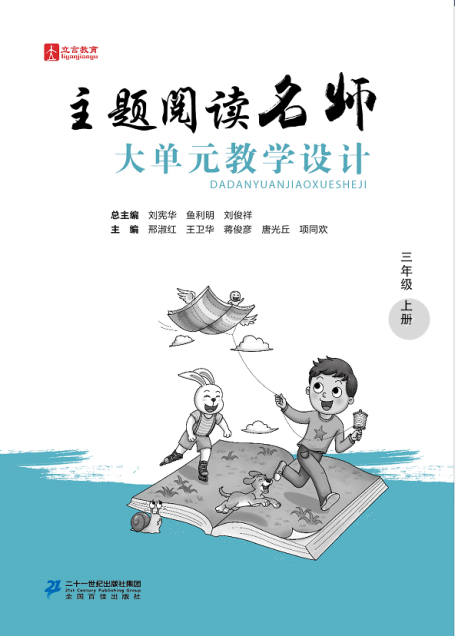 立言教育
liyanjiaoyu
主题阅读名师
大单元教学设计
DADANYUANJIAOXUESHEJI
总主编 刘宪华 鱼利明 刘俊祥
主 编 邢淑红 王卫华 蒋俊彦 唐光丘 项同欢
三年级 上册
二十一世纪出版社集团
21st Century Publishing Group
全国百佳出版社